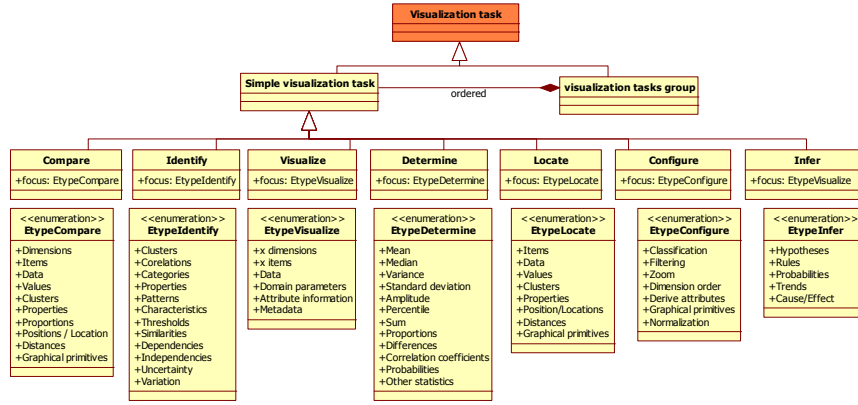 Visualization task
Simple visualization task
visualization tasks group
ordered
Compare
+focus: EtypeCompare
Identify
+focus: EtypeIdentify
Visualize
+focus: EtypeVisualize
Determine
+focus: EtypeDetermine
Locate
+focus: EtypeLocate
Configure
+focus: EtypeConfigure
Infer
+focus: EtypeVisualize
<<enumeration>>
EtypeCompare
+Dimensions
+Items
+Data
+Values
+Clusters
+Properties
+Proportions
+Positions / Location
+Distances
+Graphical primitives
<<enumeration>>
EtypeIdentify
+Clusters
+Corelations
+Categories
+Properties
+Patterns
+Characteristics
+Thresholds
+Similarities
+Dependencies
+Independencies
+Uncertainty
+Variation
<<enumeration>>
EtypeVisualize
+x dimensions
+x items
+Data
+Domain parameters
+Attribute information
+Metadata
<<enumeration>>
EtypeDetermine
+Mean
+Median
+Variance
+Standard deviation
+Amplitude
+Percentile
+Sum
+Proportions
+Differences
+Correlation coefficients
+Probabilities
+Other statistics
<<enumeration>>
EtypeLocate
+Items
+Data
+Values
+Clusters
+Properties
+Position/Locations
+Distances
+Graphical primitives
<<enumeration>>
EtypeConfigure
+Classification
+Filtering
+Zoom
+Dimension order
+Derive attributes
+Graphical primitives
+Normalization
<<enumeration>>
EtypeInfer
+Hypotheses
+Rules
+Probabilities
+Trends
+Cause/Effect